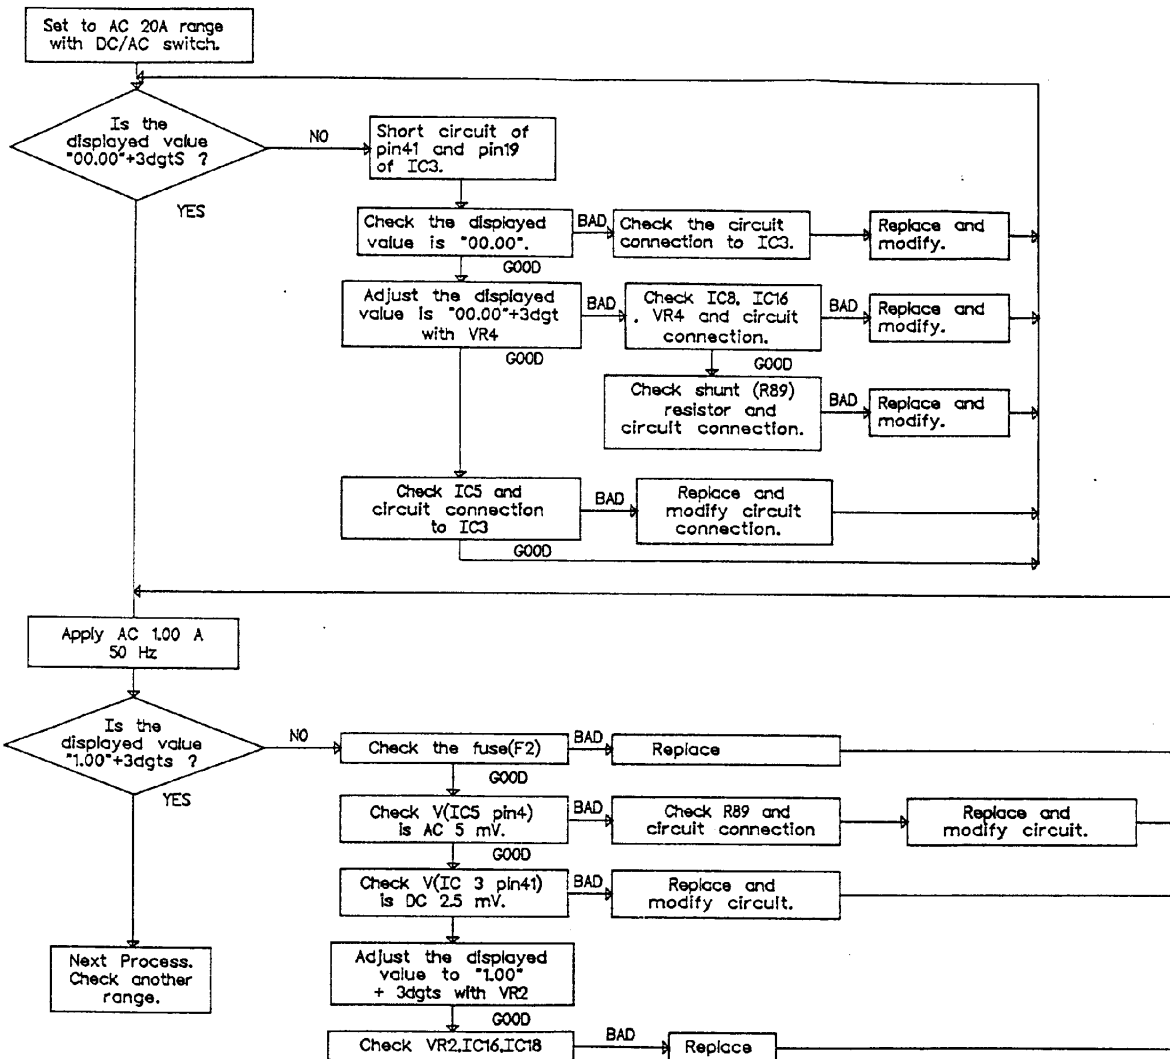 Set to AC 20A range
with DC/AC switch.
Is the
displayed value
"00.00"+3dgtS ?
NO
YES
Short circuit of
pin41 and pin19
of IC3.
Check the displayed
value is "00.00".
BAD
Check the circuit
connection to IC3.
Replace and
modify.
GOOD
Adjust the displayed
value is "00.00"+3dgt
with VR4
BAD
Check IC8, IC16
. VR4 and circuit
connection.
BAD
Replace and
modify.
GOOD
GOOD
Check shunt (R89)
resistor and
circuit connection.
BAD
Replace and
modify.
Check IC5 and
circuit connection
to IC3
BAD
Replace and
modify circuit
connection.
GOOD
Apply AC 1.00 A
50 Hz
Is the
displayed value
"1.00"+3dgts ?
NO
YES
Check the fuse(F2)
BAD
Replace
GOOD
Check V(IC5 pin4)
is AC 5 mV.
BAD
Check R89 and
circuit connection
Replace and
modify circuit.
GOOD
Check V(IC 3 pin41)
is DC 2.5 mV.
BAD
Replace and
modify circuit.
Next Process.
Check another
range.
Adjust the displayed
value to "1.00"
+ 3dgts with VR2
GOOD
Check VR2,IC16,IC18
BAD
Replace